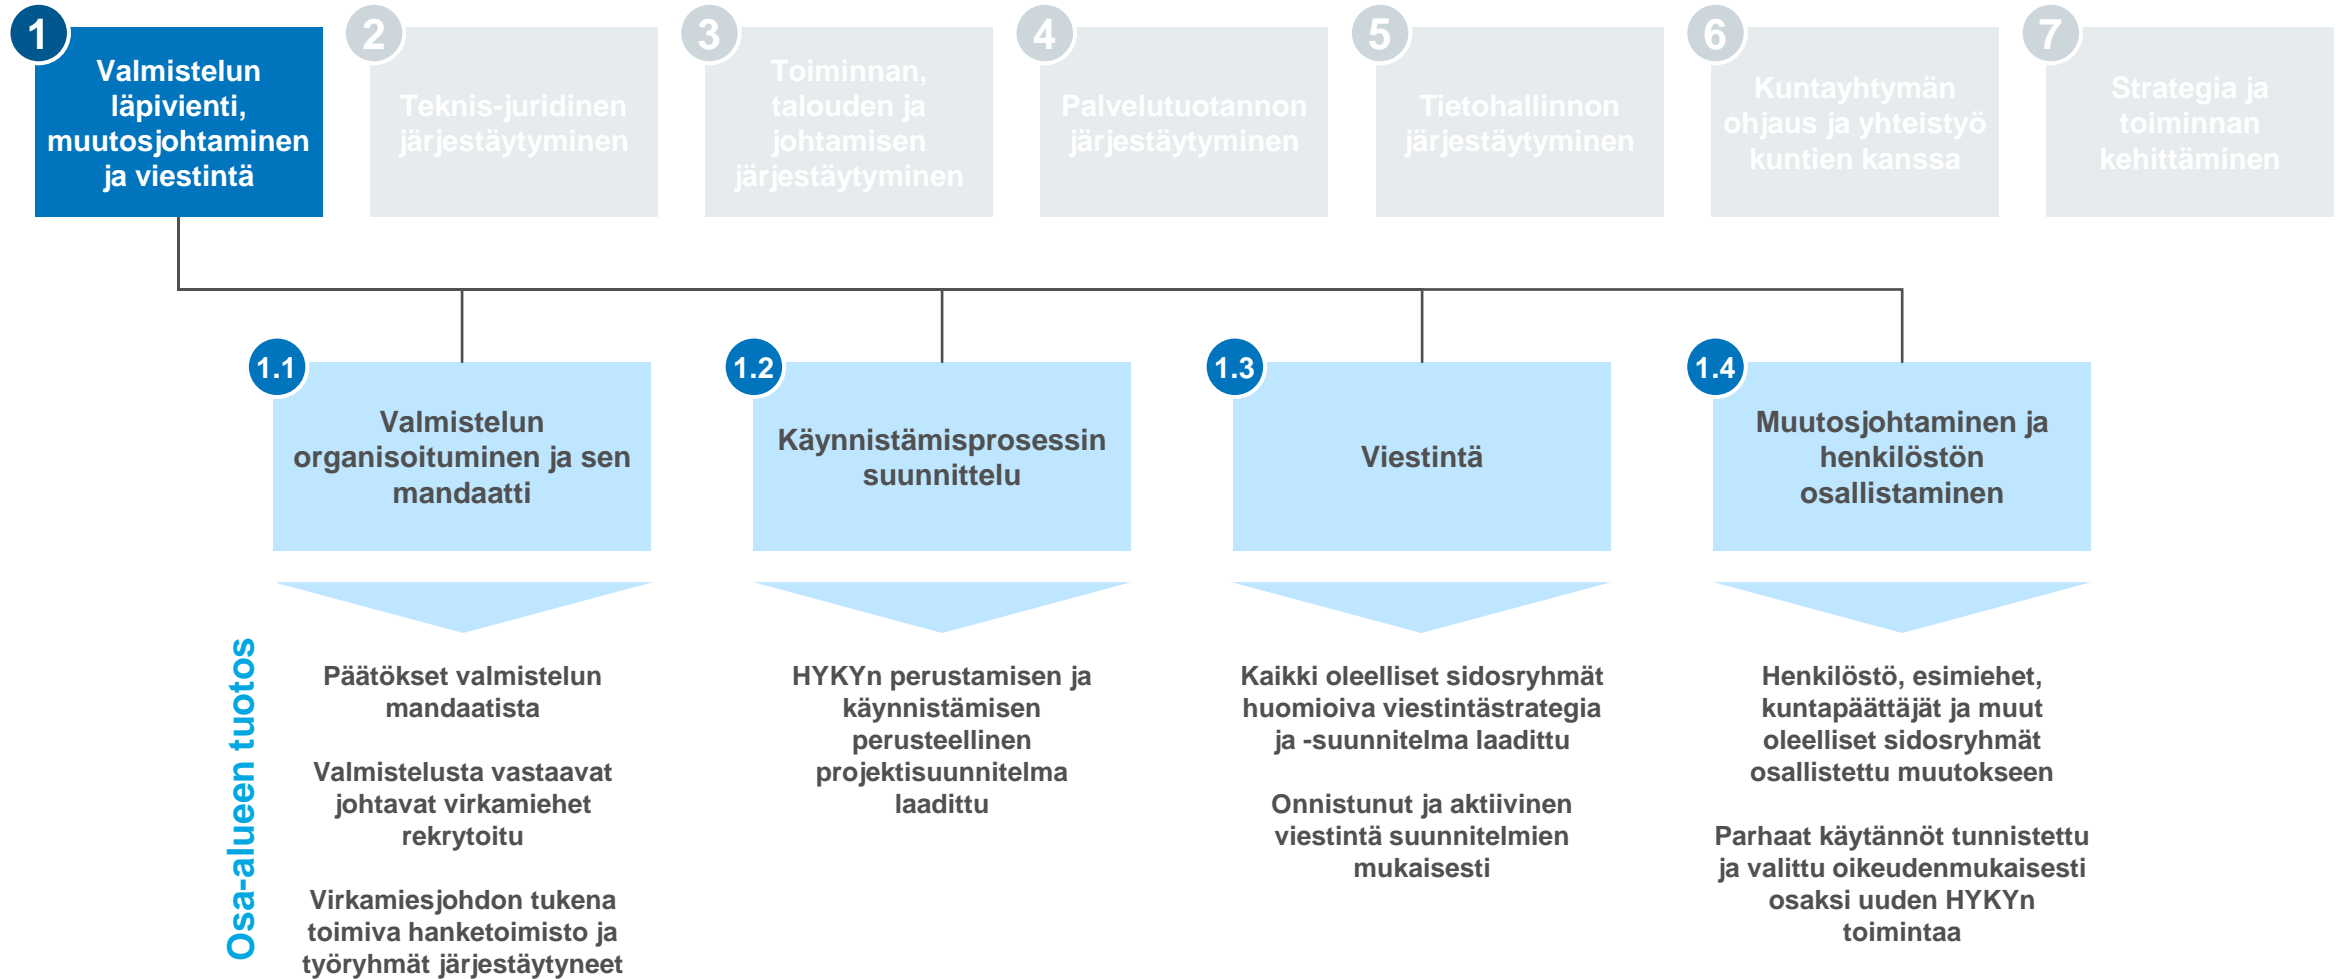 1
Valmistelun
läpivienti,
muutosjohtaminen
ja viestintä
2
Teknis-juridinen
järjestäytyminen
3
Toiminnan,
talouden ja
johtamisen
järjestäytyminen
4
Palvelutuotannon
järjestäytyminen
5
Tietohallinnon
järjestäytyminen
6
Kuntayhtymän
ohjaus ja yhteistyö
kuntien kanssa
7
Strategia ja
toiminnan
kehittäminen
1.1
Valmistelun
organisoituminen ja sen
mandaatti
1.2
Käynnistämisprosessin
suunnittelu
1.3
Viestintä
1.4
Muutosjohtaminen ja
henkilöstön
osallistaminen
Osa-alueen tuotos
Päätökset valmistelun
mandaatista
Valmistelusta vastaavat
johtavat virkamiehet
rekrytoitu
Virkamiesjohdon tukena
toimiva hanketoimisto ja
työryhmät järjestäytyneet
HYKYn perustamisen ja
käynnistämisen
perusteellinen
projektisuunnitelma
laadittu
Kaikki oleelliset sidosryhmät
huomioiva viestintästrategia
ja -suunnitelma laadittu
Onnistunut ja aktiivinen
viestintä suunnitelmien
mukaisesti
Henkilöstö, esimiehet,
kuntapäättäjät ja muut
oleelliset sidosryhmät
osallistettu muutokseen
Parhaat käytännöt tunnistettu
ja valittu oikeudenmukaisesti
osaksi uuden HYKYn
toimintaa